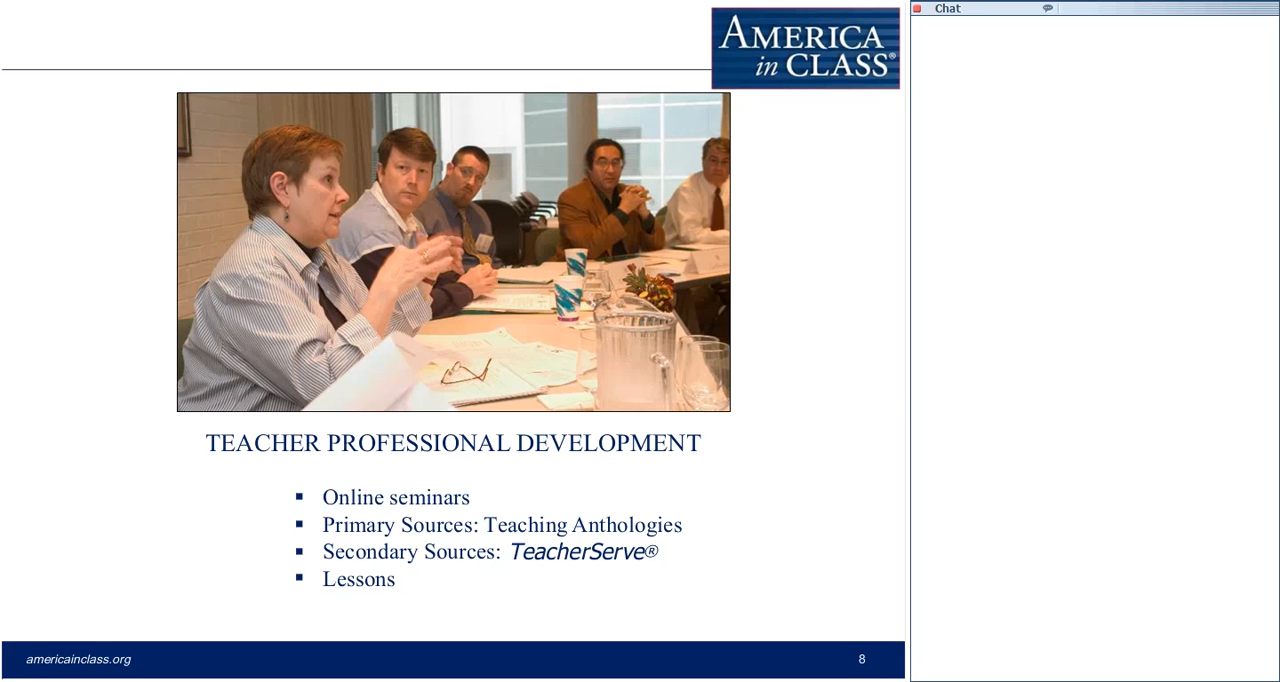 AMERICA
in CLASS®
Chat
TEACHER PROFESSIONAL DEVELOPMENT
▪ Online seminars
▪ Primary Sources: Teaching Anthologies
▪ Secondary Sources: TeacherServe®
▪ Lessons
americainclass.org
8